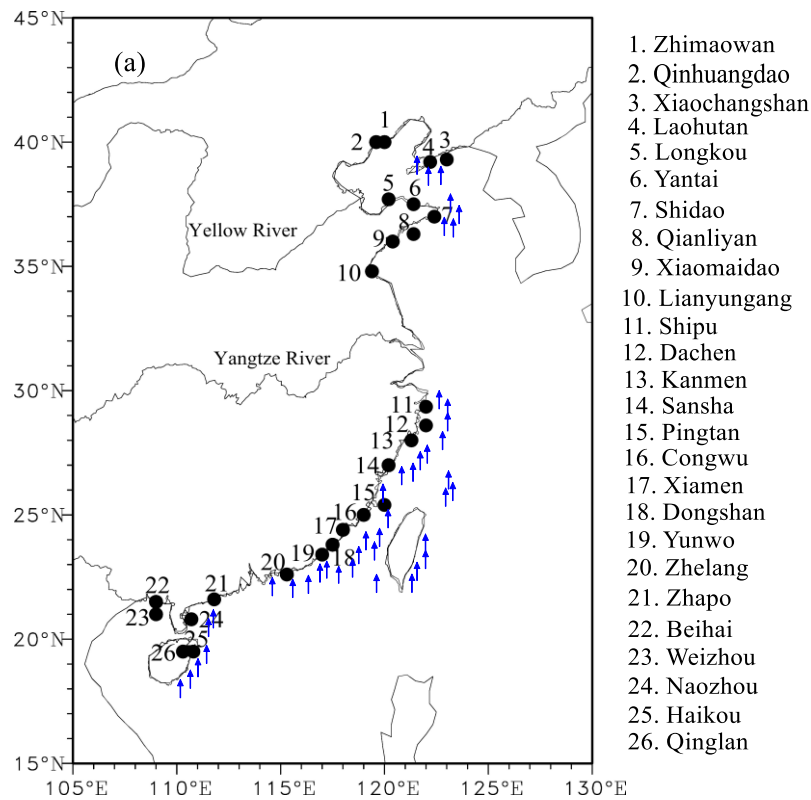 45°N
(a)
40°N
35°N
30°N
25°N
20°N
15°N
105°E
110°E
115°E
120°E
125°E
130°E
Yellow River
Yangtze River
1
2
3
4
5
6
7
8
9
10
11
12
13
14
15
16
17
18
19
20
21
22
23
24
25
26
1. Zhimaowan
2. Qinhuangdao
3. Xiaochangshan
4. Laohutan
5. Longkou
6. Yantai
7. Shidao
8. Qianliyan
9. Xiaomaidao
10. Lianyungang
11. Shipu
12. Dachen
13. Kanmen
14. Sansha
15. Pingtan
16. Congwu
17. Xiamen
18. Dongshan
19. Yunwo
20. Zhelang
21. Zhapo
22. Beihai
23. Weizhou
24. Naozhou
25. Haikou
26. Qinglan